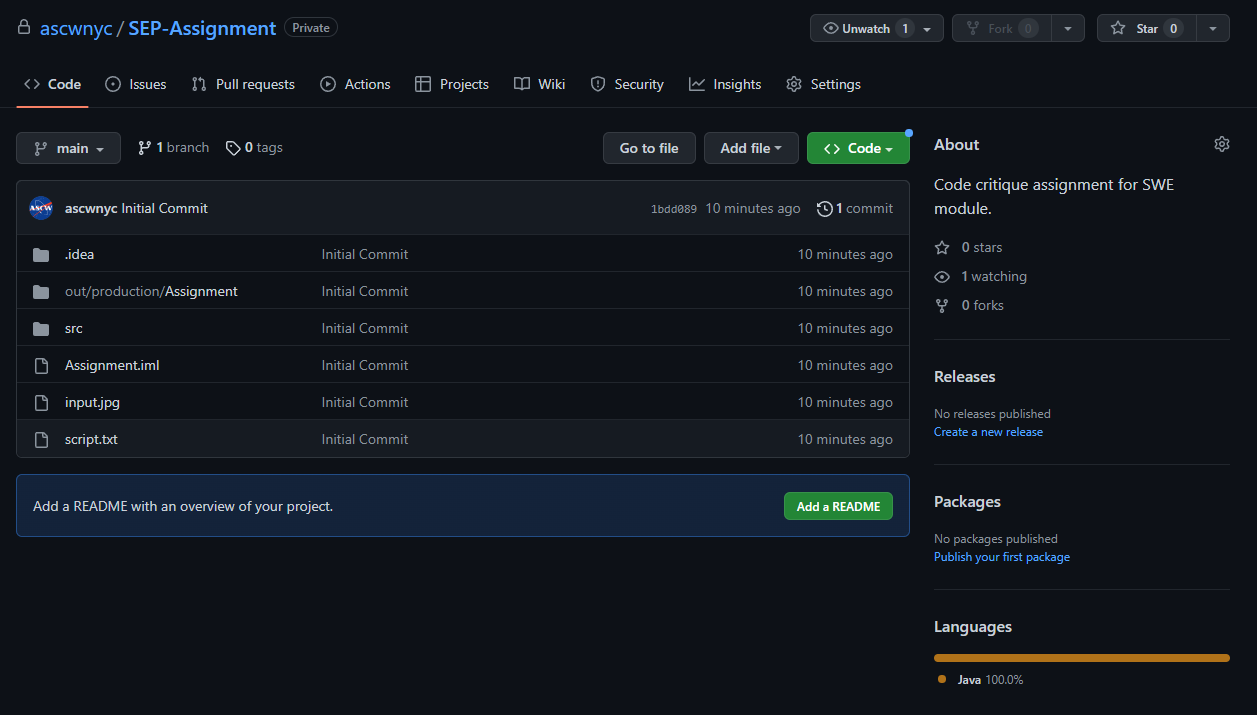 ascwnyc / SEP-Assignment Private
Unwatch 1 Fork 0 Star 0
Code Issues Pull requests Actions Projects Wiki Security Insights Settings
main 1 branch 0 tags Go to file Add file Code
ASCW ascwnyc Initial Commit 1bdd089 10 minutes ago 1 commit
.idea Initial Commit 10 minutes ago
out/production/Assignment Initial Commit 10 minutes ago
src Initial Commit 10 minutes ago
Assignment.iml Initial Commit 10 minutes ago
input.jpg Initial Commit 10 minutes ago
script.txt Initial Commit 10 minutes ago
Add a README with an overview of your project. Add a README
About
Code critique assignment for SWE
module.
0 stars
1 watching
0 forks
Releases
No releases published
Create a new release
Packages
No packages published
Publish your first package
Languages
Java 100.0%